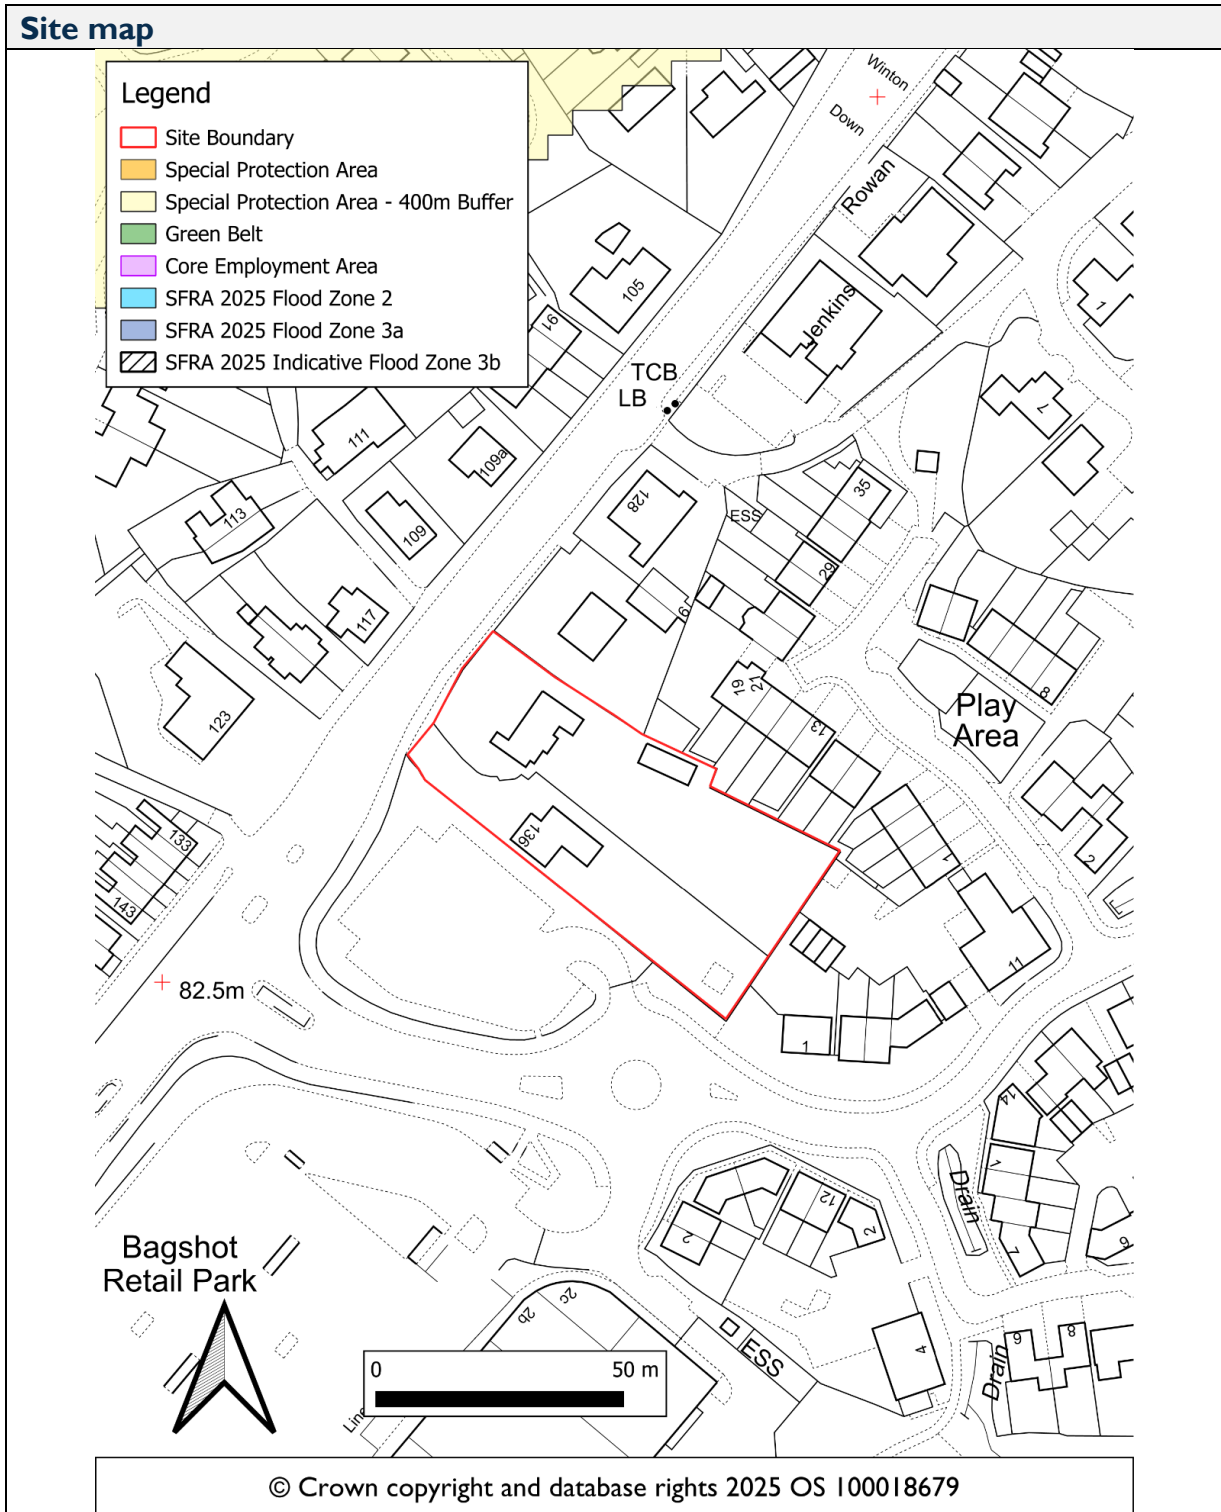 Site map
Legend
Site Boundary
Special Protection Area
Special Protection Area - 400m Buffer
Green Belt
Core Employment Area
SFRA 2025 Flood Zone 2
SFRA 2025 Flood Zone 3a
SFRA 2025 Indicative Flood Zone 3b
Winton
Down
Rowan
105
1
91
Jenkins
TCB
LB
7
111
109a
35
128
113
ESS
109
29
117
9
19
21
8
123
13
Play
Area
133
136
1
2
143
11
82.5m
1
14
1
Drain
12
2
2
7
9
Bagshot
Retail Park
2c
2b
8
6
4
ESS
Drain
0
50 m
© Crown copyright and database rights 2025 OS 100018679